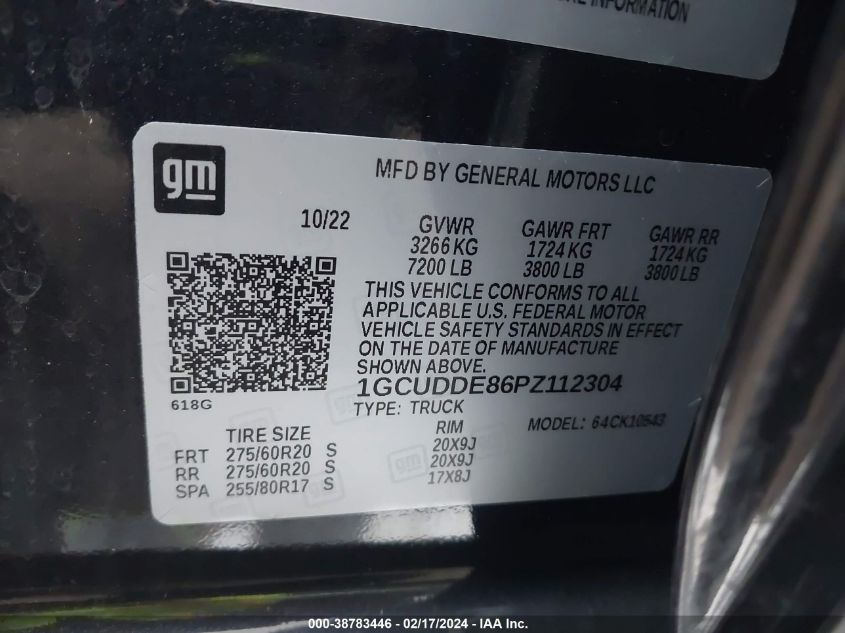 INFORMATION
gm
MFD BY GENERAL MOTORS LLC
10/22
GVWR GAWR FRT GAWR RR
3266 KG 1724 KG 1724 KG
7200 LB 3800 LB 3800 LB
THIS VEHICLE CONFORMS TO ALL
APPLICABLE U.S. FEDERAL MOTOR
VEHICLE SAFETY STANDARDS IN EFFECT
ON THE DATE OF MANUFACTURE
SHOWN ABOVE.
1GCUDDE86PZ112304
618G
TYPE: TRUCK
MODEL: 64CK10543
TIRE SIZE RIM
FRT 275/60R20 S 20X9J
RR 275/60R20 S 20X9J
SPA 255/80R17 S 17X8J
gm
000-38783446 - 02/17/2024 - IAA Inc.